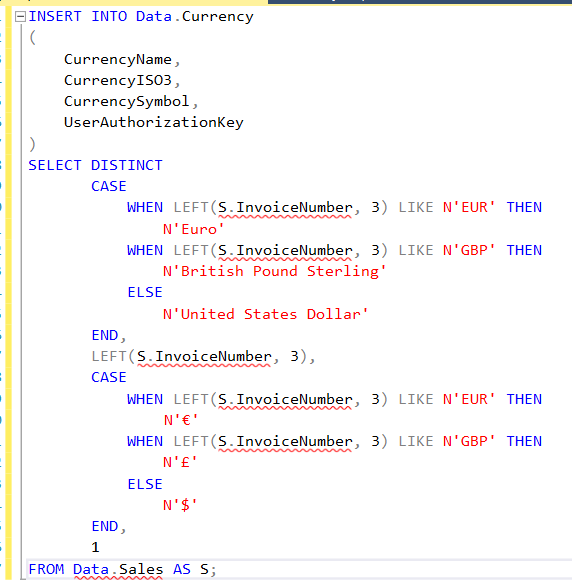 INSERT INTO Data.Currency
(
CurrencyName,
CurrencyISO3,
CurrencySymbol,
UserAuthorizationKey
)
SELECT DISTINCT
CASE
WHEN LEFT(S.InvoiceNumber, 3) LIKE N'EUR' THEN
N'Euro'
WHEN LEFT(S.InvoiceNumber, 3) LIKE N'GBP' THEN
N'British Pound Sterling'
ELSE
N'United States Dollar'
END,
LEFT(S.InvoiceNumber, 3),
CASE
WHEN LEFT(S.InvoiceNumber, 3) LIKE N'EUR' THEN
N'€'
WHEN LEFT(S.InvoiceNumber, 3) LIKE N'GBP' THEN
N'£'
ELSE
N'$'
END,
1
FROM Data.Sales AS S;